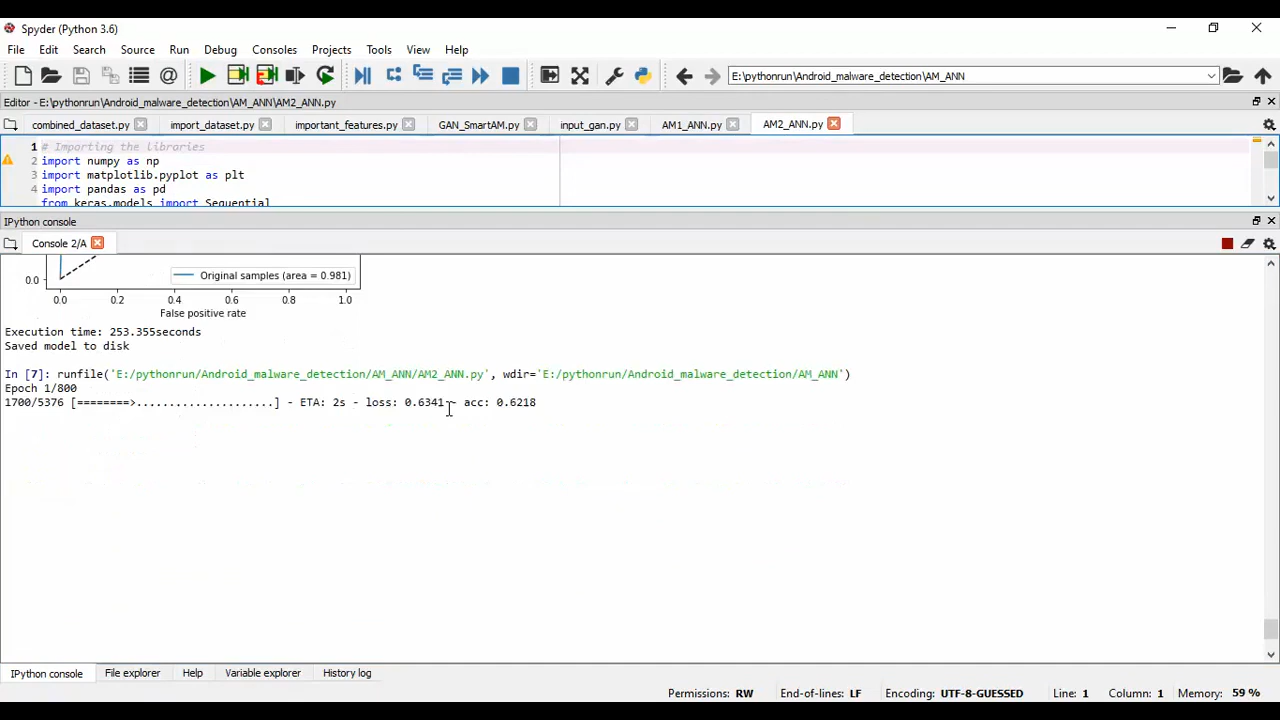 Spyder (Python 3.6)
File Edit Search Source Run Debug Consoles Projects Tools View Help
E:\pythonrun\Android_malware_detection\AM_ANN
Editor - E:\pythonrun\Android_malware_detection\AM_ANN\AM2_ANN.py
combined_dataset.py import_dataset.py important_features.py GAN_SmartAM.py input_gan.py AM1_ANN.py AM2_ANN.py
1 # Importing the libraries
2 import numpy as np
3 import matplotlib.pyplot as plt
4 import pandas as pd
from keras.models import Sequential
IPython console
Console 2/A
0.0 Original samples (area = 0.981)
0.0 0.2 0.4 0.6 0.8 1.0
False positive rate
Execution time: 253.355seconds
Saved model to disk
In [7]: runfile('E:/pythonrun/Android_malware_detection/AM_ANN/AM2_ANN.py', wdir='E:/pythonrun/Android_malware_detection/AM_ANN')
Epoch 1/800
1700/5376 [========>.....................] - ETA: 2s - loss: 0.6341 - acc: 0.6218
IPython console File explorer Help Variable explorer History log
Permissions: RW End-of-lines: LF Encoding: UTF-8-GUESSED Line: 1 Column: 1 Memory: 59 %